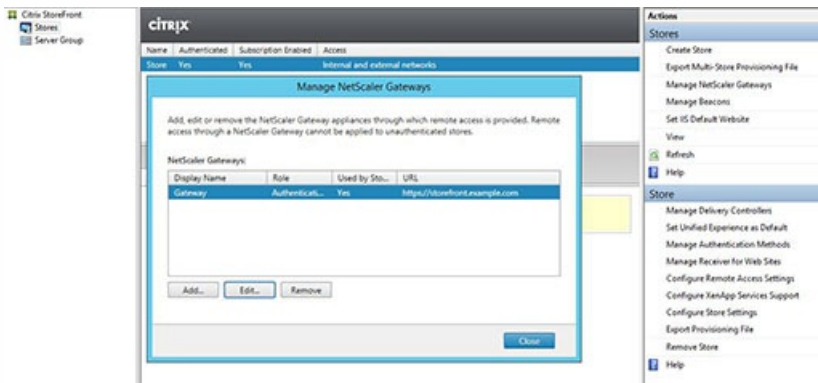 Citrix StoreFront
Stores
Server Group
CİTRIX
Name Authenticated Subscription Enabled Access
Store Yes Yes Internal and external networks
Manage NetScaler Gateways
Add, edit or remove the NetScaler Gateway appliances through which remote access is provided. Remote
access through a NetScaler Gateway cannot be applied to unauthenticated stores.
NetScaler Gateways:
Display Name Role Used by Sto... URL
Gateway Authenticati... Yes https://storefront.example.com
Add... Edit... Remove
Close
Actions
Stores
Create Store
Export Multi-Store Provisioning File
Manage NetScaler Gateways
Manage Beacons
Set IIS Default Website
View
Refresh
Help
Store
Manage Delivery Controllers
Set Unified Experience as Default
Manage Authentication Methods
Manage Receiver for Web Sites
Configure Remote Access Settings
Configure XenApp Services Support
Configure Store Settings
Export Provisioning File
Remove Store
Help